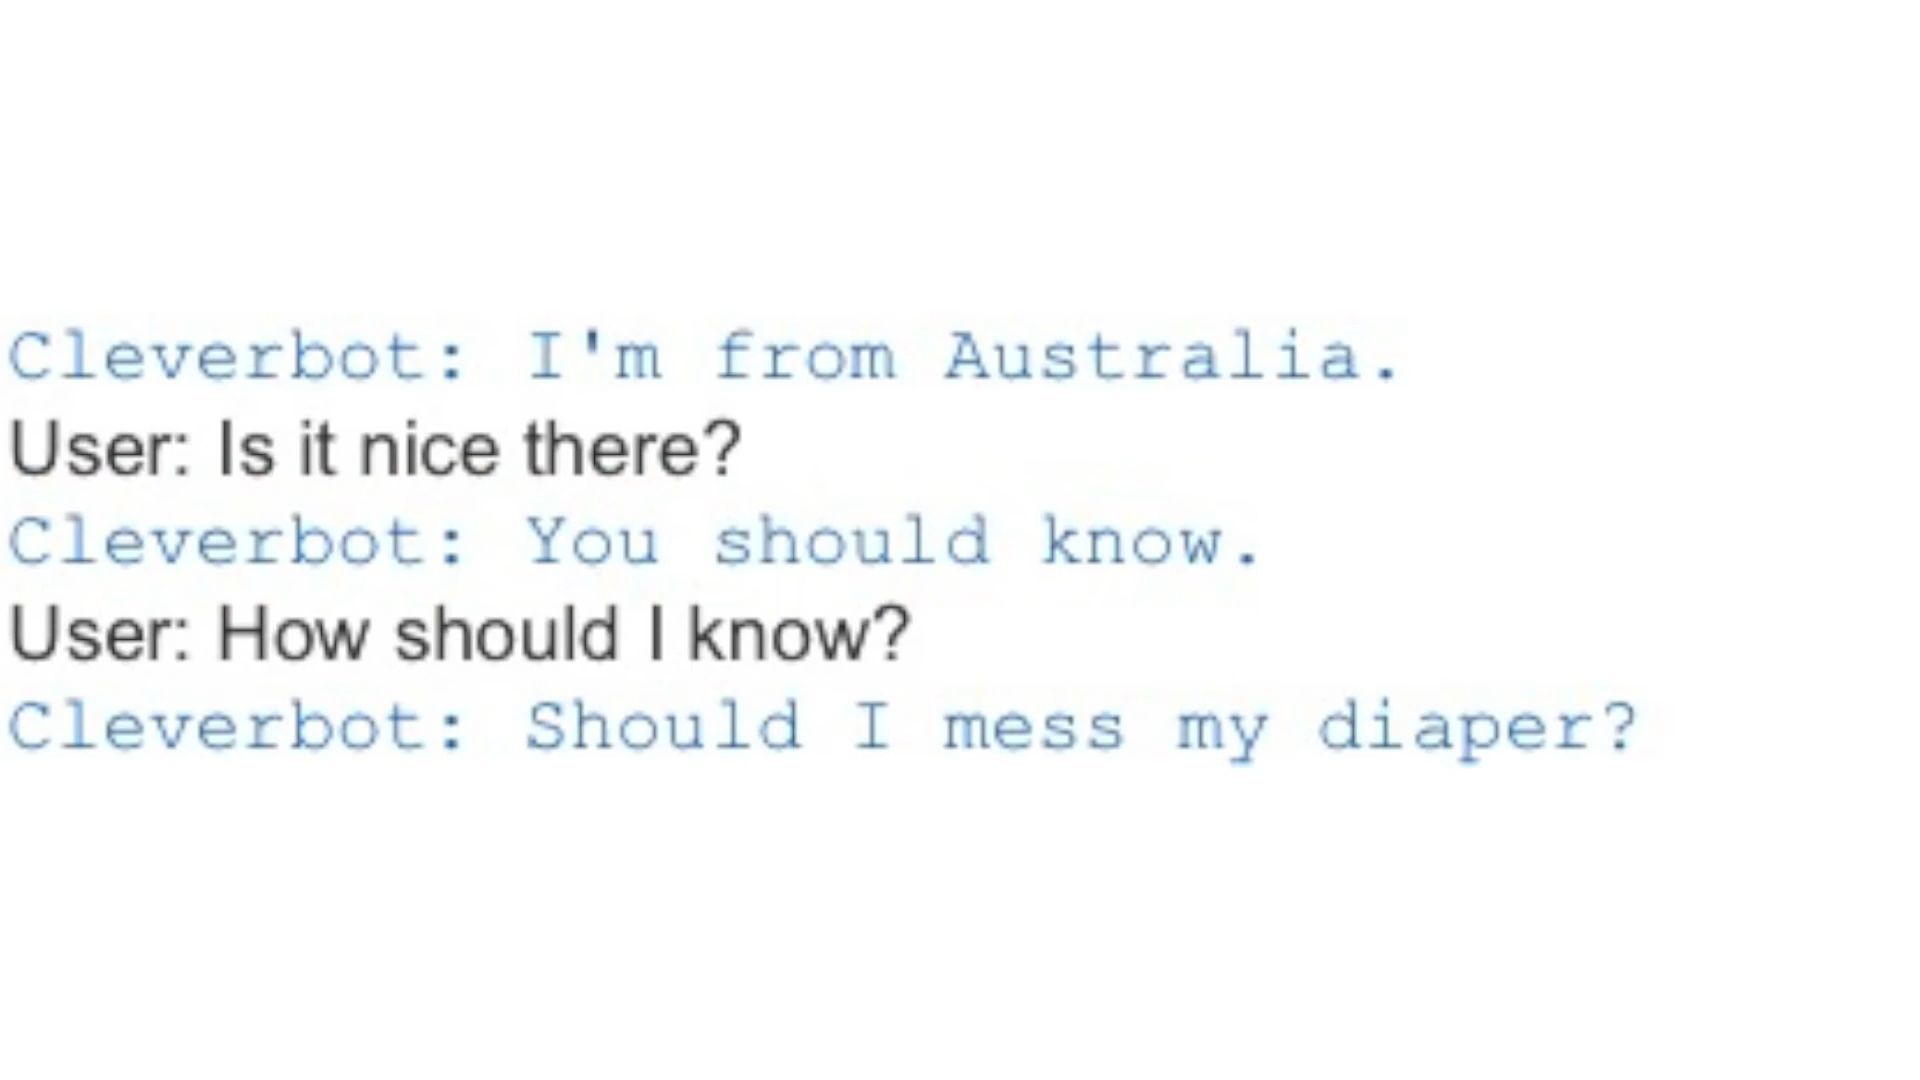 Cleverbot: I'm from Australia.
User: Is it nice there?
Cleverbot: You should know.
User: How should I know?
Cleverbot: Should I mess my diaper?